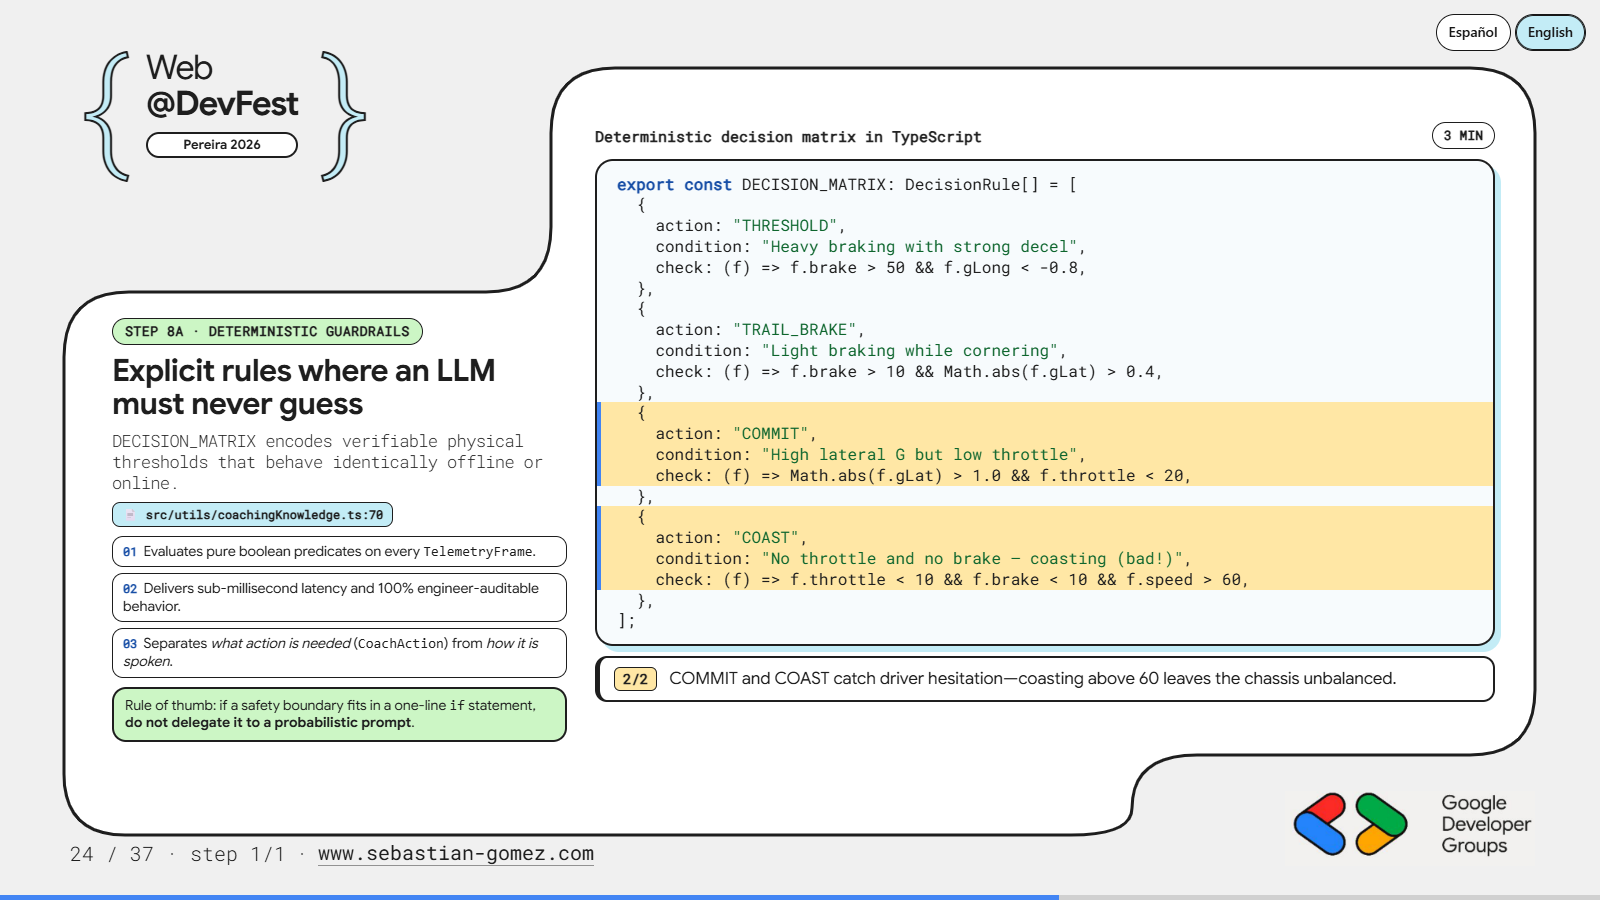 Español
English
Web
@DevFest
Pereira 2026
STEP 8A · DETERMINISTIC GUARDRAILS
Explicit rules where an LLM
must never guess
DECISION_MATRIX encodes verifiable physical
thresholds that behave identically offline or
online.
src/utils/coachingKnowledge.ts:70
01 Evaluates pure boolean predicates on every TelemetryFrame.
02 Delivers sub-millisecond latency and 100% engineer-auditable
behavior.
03 Separates what action is needed (CoachAction) from how it is
spoken.
Rule of thumb: if a safety boundary fits in a one-line if statement,
do not delegate it to a probabilistic prompt.
Deterministic decision matrix in TypeScript
3 MIN
export const DECISION_MATRIX: DecisionRule[] = [
{
action: "THRESHOLD",
condition: "Heavy braking with strong decel",
check: (f) => f.brake > 50 && f.gLong < -0.8,
},
{
action: "TRAIL_BRAKE",
condition: "Light braking while cornering",
check: (f) => f.brake > 10 && Math.abs(f.gLat) > 0.4,
},
{
action: "COMMIT",
condition: "High lateral G but low throttle",
check: (f) => Math.abs(f.gLat) > 1.0 && f.throttle < 20,
},
{
action: "COAST",
condition: "No throttle and no brake — coasting (bad!)",
check: (f) => f.throttle < 10 && f.brake < 10 && f.speed > 60,
},
];
2/2 COMMIT and COAST catch driver hesitation—coasting above 60 leaves the chassis unbalanced.
24 / 37 · step 1/1 · www.sebastian-gomez.com
Google
Developer
Groups